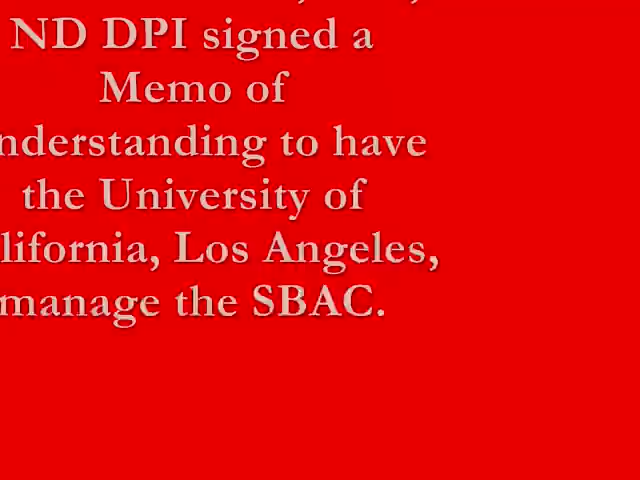 ND DPI signed a
Memo of
nderstanding to have
the University of
lifornia, Los Angeles,
manage the SBAC.